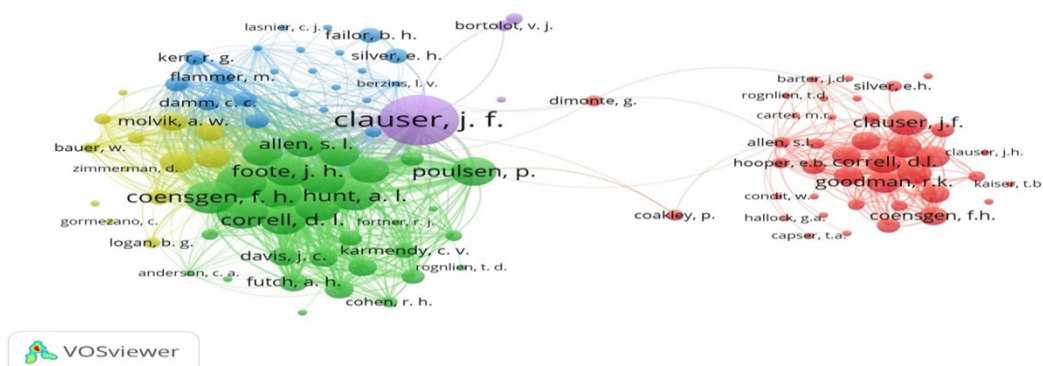 lasnier, c. j.
failor, b. h.
bortolot, v. j.
kerr, r. g.
silver, e. h.
flammer, m.
berzins, l. v.
damm, c. c.
molvik, a. w.
clauser, j. f.
dimonte, g.
bauer, w.
allen, s. l.
zimmerman, d.
foote, j. h.
poulsen, p.
coensgen, f. h.
hunt, a. l.
gormezano, c.
correll, d. l.
fortner, r. j.
coakley, p.
logan, b. g.
davis, j. c.
karmendy, c. v.
anderson, c. a.
rognlien, t. d.
futch, a. h.
cohen, r. h.
barter, j.d.
silver, e.h.
rognlien, t.d.
carter, m.r.
clauser, j.f.
allen, s.l.
clauser, j.h.
hooper, e.b.
correll, d.l.
goodman, r.k.
kaiser, t.b.
condit, w.
hallock, g.a.
coensgen, f.h.
capser, t.a.
VOSviewer